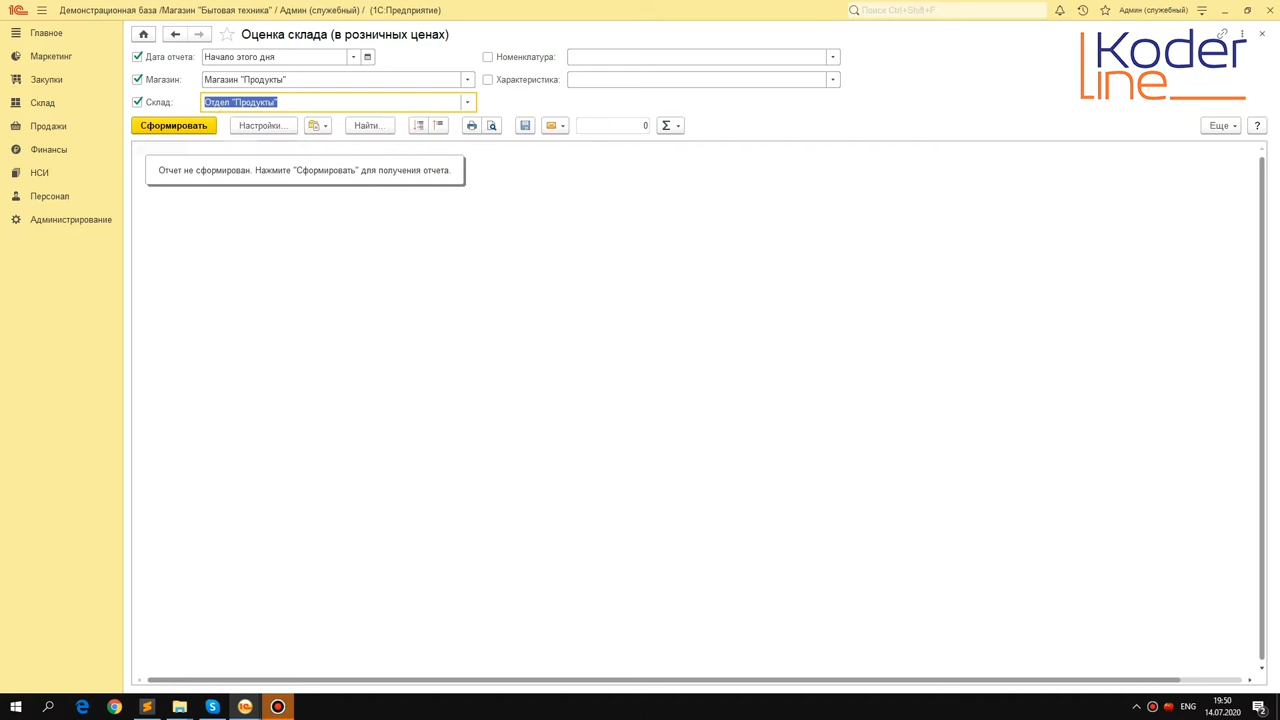 Демонстрационная база /Магазин "Бытовая техника" / Админ (служебный) / (1С:Предприятие)
Поиск Ctrl+Shift+F
Админ (служебный)
Главное
Маркетинг
Закупки
Склад
Продажи
Финансы
НСИ
Персонал
Администрирование
Оценка склада (в розничных ценах)
Дата отчета: Начало этого дня
Номенклатура:
Магазин: Магазин "Продукты"
Характеристика:
Склад: Отдел "Продукты"
Koder
line
Сформировать
Настройки...
Найти...
0
Σ
Еще
?
Отчет не сформирован. Нажмите "Сформировать" для получения отчета.
ENG
19:50
14.07.2020
2